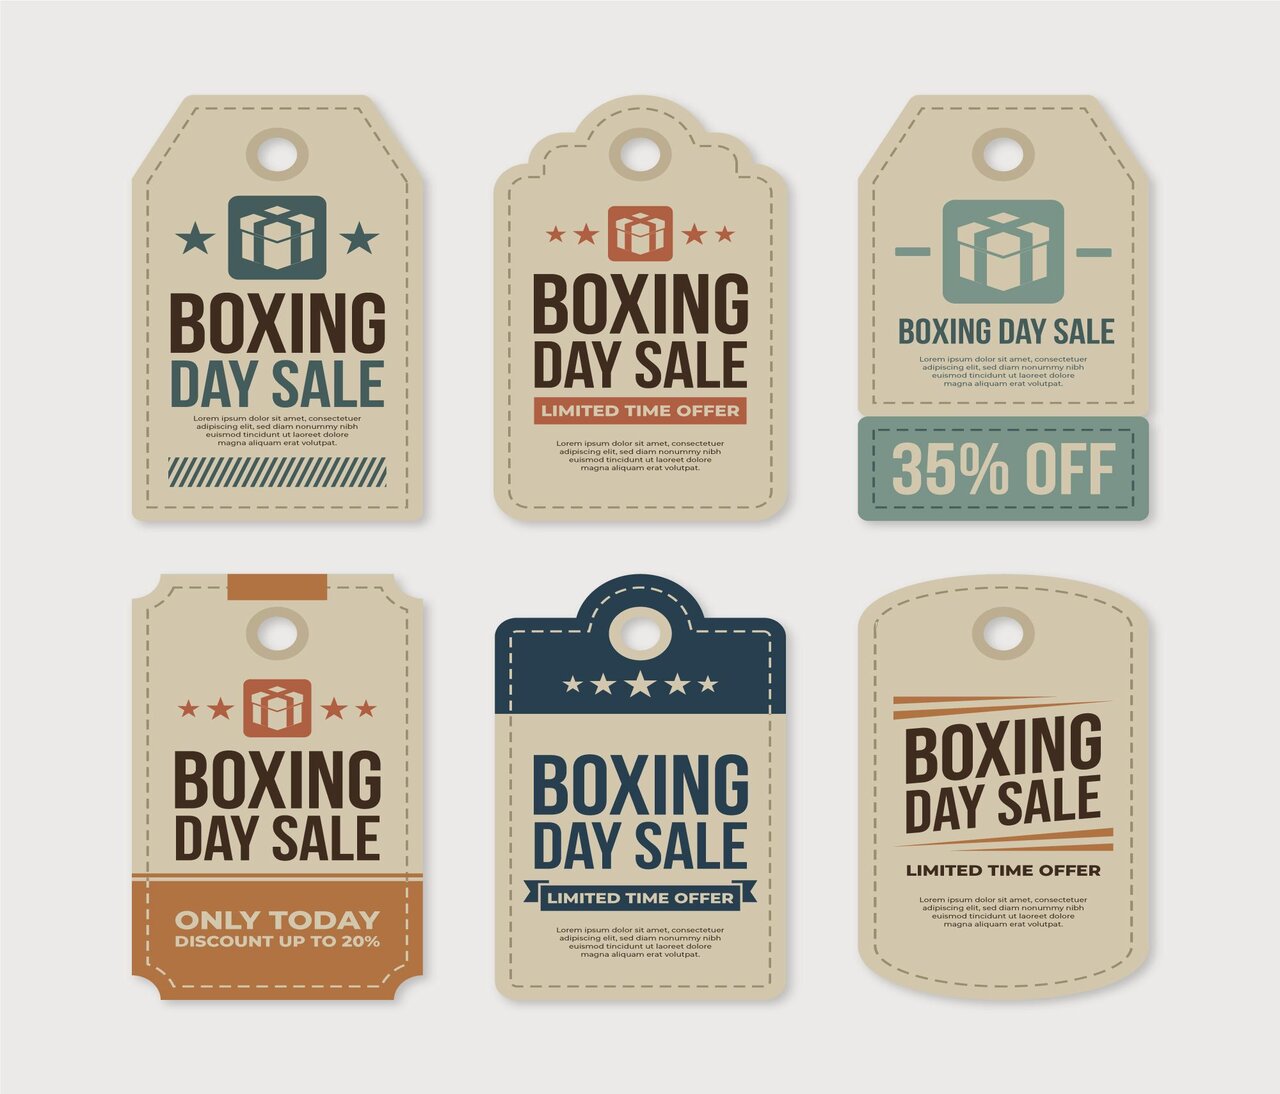 BOXING
DAY SALE
Lorem ipsum dolor sit amet, consectetuer
adipiscing elit, sed diam nonummy nibh
euismod tincidunt ut laoreet dolore
magna aliquam erat volutpat.
BOXING
DAY SALE
LIMITED TIME OFFER
Lorem ipsum dolor sit amet, consectetuer
adipiscing elit, sed diam nonummy nibh
euismod tincidunt ut laoreet dolore
magna aliquam erat volutpat.
BOXING DAY SALE
Lorem ipsum dolor sit amet, consectetuer
adipiscing elit, sed diam nonummy nibh
euismod tincidunt ut laoreet dolore
magna aliquam erat volutpat.
35% OFF
BOXING
DAY SALE
ONLY TODAY
DISCOUNT UP TO 20%
BOXING
DAY SALE
LIMITED TIME OFFER
Lorem ipsum dolor sit amet, consectetuer
adipiscing elit, sed diam nonummy nibh
euismod tincidunt ut laoreet dolore
magna aliquam erat volutpat.
BOXING
DAY SALE
LIMITED TIME OFFER
Lorem ipsum dolor sit amet, consectetuer
adipiscing elit, sed diam nonummy nibh
euismod tincidunt ut laoreet dolore
magna aliquam erat volutpat.